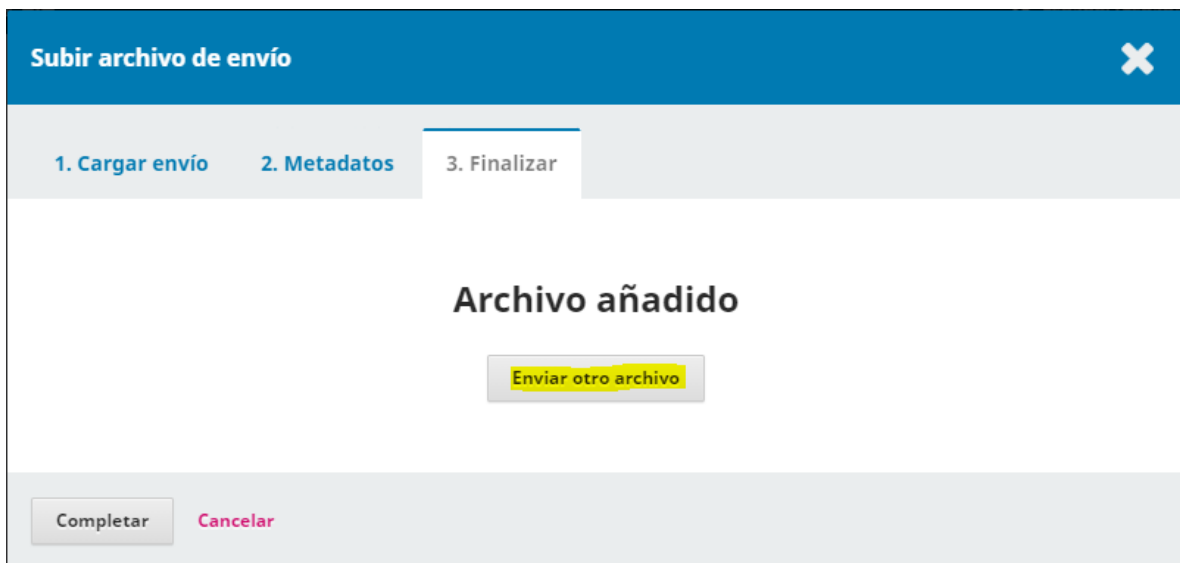 Subir archivo de envío
1. Cargar envío 2. Metadatos 3. Finalizar
Archivo añadido
Enviar otro archivo
Completar Cancelar